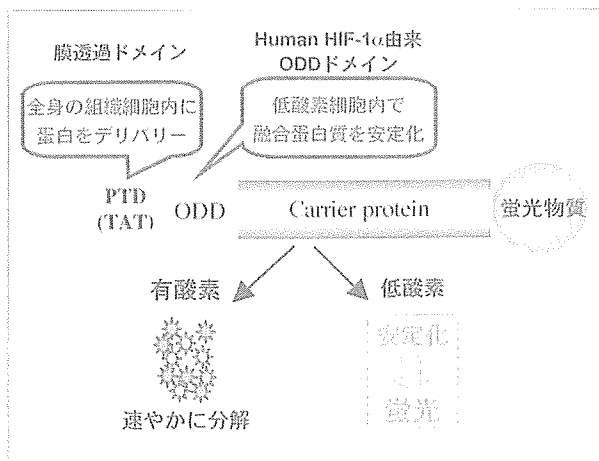 膜透過ドメイン
Human HIF-1α由来
ODDドメイン
全身の組織細胞内に
蛋白をデリバリー
低酸素細胞内で
融合蛋白質を安定化
PTD
(TAT)
ODD
Carrier protein
蛍光物質
有酸素
低酸素
速やかに分解
安定化
蛍光